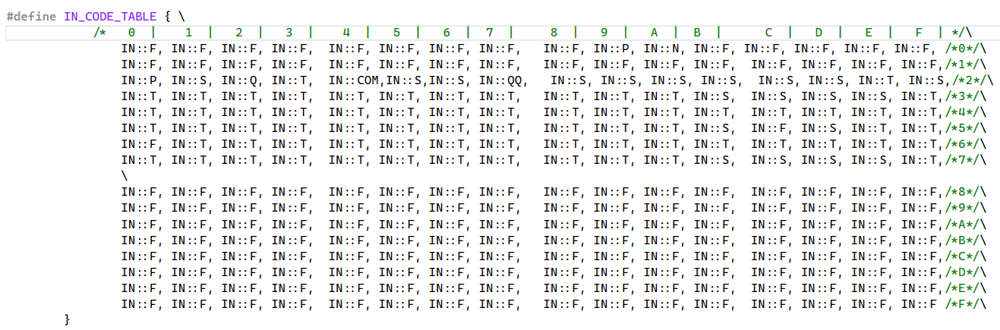 #define IN_CODE_TABLE { \
/* 0 | 1 | 2 | 3 | 4 | 5 | 6 | 7 | 8 | 9 | A | B | C | D | E | F | */\
IN::F, IN::F, IN::F, IN::F, IN::F, IN::F, IN::F, IN::F, IN::F, IN::P, IN::N, IN::F, IN::F, IN::F, IN::F, IN::F, /*0*/\
IN::F, IN::F, IN::F, IN::F, IN::F, IN::F, IN::F, IN::F, IN::F, IN::F, IN::F, IN::F, IN::F, IN::F, IN::F, IN::F,/*1*/\
IN::P, IN::S, IN::Q, IN::T, IN::COM,IN::S,IN::S, IN::QQ, IN::S, IN::S, IN::S, IN::S, IN::S, IN::S, IN::T, IN::S,/*2*/\
IN::T, IN::T, IN::T, IN::T, IN::T, IN::T, IN::T, IN::T, IN::T, IN::T, IN::T, IN::S, IN::S, IN::S, IN::S, IN::T,/*3*/\
IN::T, IN::T, IN::T, IN::T, IN::T, IN::T, IN::T, IN::T, IN::T, IN::T, IN::T, IN::T, IN::T, IN::T, IN::T, IN::T,/*4*/\
IN::T, IN::T, IN::T, IN::T, IN::T, IN::T, IN::T, IN::T, IN::T, IN::T, IN::T, IN::S, IN::F, IN::S, IN::T, IN::T,/*5*/\
IN::F, IN::T, IN::T, IN::T, IN::T, IN::T, IN::T, IN::T, IN::T, IN::T, IN::T, IN::T, IN::T, IN::T, IN::T, IN::T,/*6*/\
IN::T, IN::T, IN::T, IN::T, IN::T, IN::T, IN::T, IN::T, IN::T, IN::T, IN::T, IN::S, IN::S, IN::S, IN::S, IN::T,/*7*/\
\
IN::F, IN::F, IN::F, IN::F, IN::F, IN::F, IN::F, IN::F, IN::F, IN::F, IN::F, IN::F, IN::F, IN::F, IN::F, IN::F,/*8*/\
IN::F, IN::F, IN::F, IN::F, IN::F, IN::F, IN::F, IN::F, IN::F, IN::F, IN::F, IN::F, IN::F, IN::F, IN::F, IN::F,/*9*/\
IN::F, IN::F, IN::F, IN::F, IN::F, IN::F, IN::F, IN::F, IN::F, IN::F, IN::F, IN::F, IN::F, IN::F, IN::F, IN::F,/*A*/\
IN::F, IN::F, IN::F, IN::F, IN::F, IN::F, IN::F, IN::F, IN::F, IN::F, IN::F, IN::F, IN::F, IN::F, IN::F, IN::F,/*B*/\
IN::F, IN::F, IN::F, IN::F, IN::F, IN::F, IN::F, IN::F, IN::F, IN::F, IN::F, IN::F, IN::F, IN::F, IN::F, IN::F,/*C*/\
IN::F, IN::F, IN::F, IN::F, IN::F, IN::F, IN::F, IN::F, IN::F, IN::F, IN::F, IN::F, IN::F, IN::F, IN::F, IN::F,/*D*/\
IN::F, IN::F, IN::F, IN::F, IN::F, IN::F, IN::F, IN::F, IN::F, IN::F, IN::F, IN::F, IN::F, IN::F, IN::F, IN::F,/*E*/\
IN::F, IN::F, IN::F, IN::F, IN::F, IN::F, IN::F, IN::F, IN::F, IN::F, IN::F, IN::F, IN::F, IN::F, IN::F, IN::F /*F*/\
}